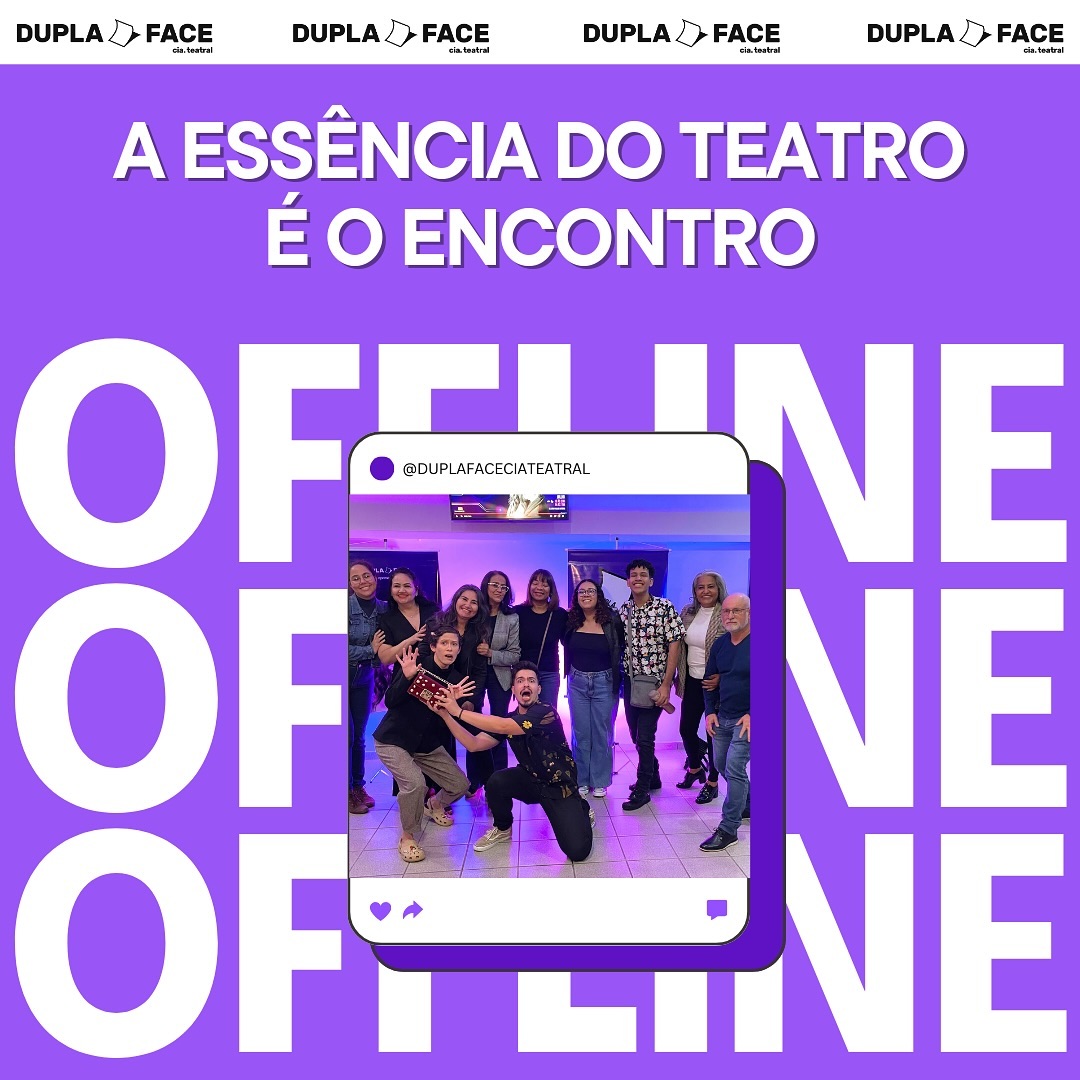 DUPLA FACE DUPLA FACE DUPLA FACE DUPLA FACE
cia. teatral cia. teatral cia. teatral cia. teatral
A ESSÊNCIA DO TEATRO
É O ENCONTRO
OFFLINE
@DUPLAFACECIATEATRAL
OFFLINE
OFFLINE